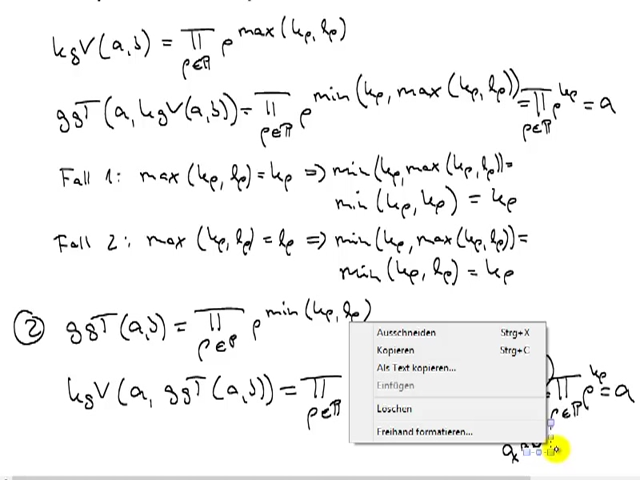 kgV(a,b) = ∏_{p∈ℙ} p^{max(k_p, l_p)}
ggT(a, kgV(a,b)) = ∏_{p∈ℙ} p^{min(k_p, max(k_p, l_p))} = ∏_{p∈ℙ} p^{k_p} = a
Fall 1: max(k_p, l_p) = k_p ⇒ min(k_p, max(k_p, l_p)) =
min(k_p, k_p) = k_p
Fall 2: max(k_p, l_p) = l_p ⇒ min(k_p, max(k_p, l_p)) =
min(k_p, l_p) = k_p
② ggT(a,b) = ∏_{p∈ℙ} p^{min(k_p, l_p)}
kgV(a, ggT(a,b)) = ∏_{p∈ℙ}
= ∏_{p∈ℙ} p^{k_p} = a
Ausschneiden Strg+X
Kopieren Strg+C
Als Text kopieren...
Einfügen
Löschen
Freihand formatieren...